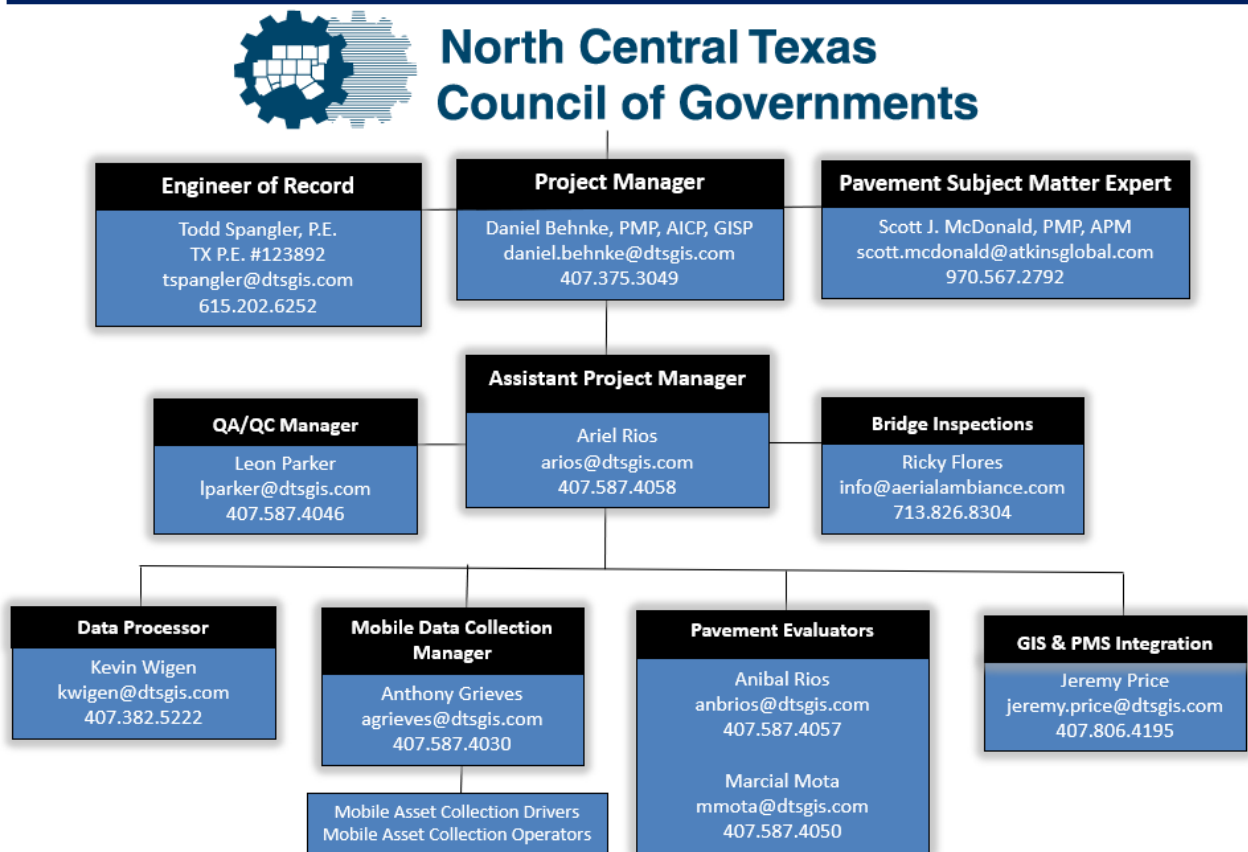 North Central Texas
Council of Governments
Engineer of Record
Todd Spangler, P.E.
TX P.E. #123892
tspangler@dtsgis.com
615.202.6252
Project Manager
Daniel Behnke, PMP, AICP, GISP
daniel.behnke@dtsgis.com
407.375.3049
Pavement Subject Matter Expert
Scott J. McDonald, PMP, APM
scott.mcdonald@atkinsglobal.com
970.567.2792
Assistant Project Manager
Ariel Rios
arios@dtsgis.com
407.587.4058
QA/QC Manager
Leon Parker
lparker@dtsgis.com
407.587.4046
Bridge Inspections
Ricky Flores
info@aerialambiance.com
713.826.8304
Data Processor
Kevin Wigen
kwigen@dtsgis.com
407.382.5222
Mobile Data Collection
Manager
Anthony Grieves
agrieves@dtsgis.com
407.587.4030
Mobile Asset Collection Drivers
Mobile Asset Collection Operators
Pavement Evaluators
Anibal Rios
anbrios@dtsgis.com
407.587.4057
Marcial Mota
mmota@dtsgis.com
407.587.4050
GIS & PMS Integration
Jeremy Price
jeremy.price@dtsgis.com
407.806.4195